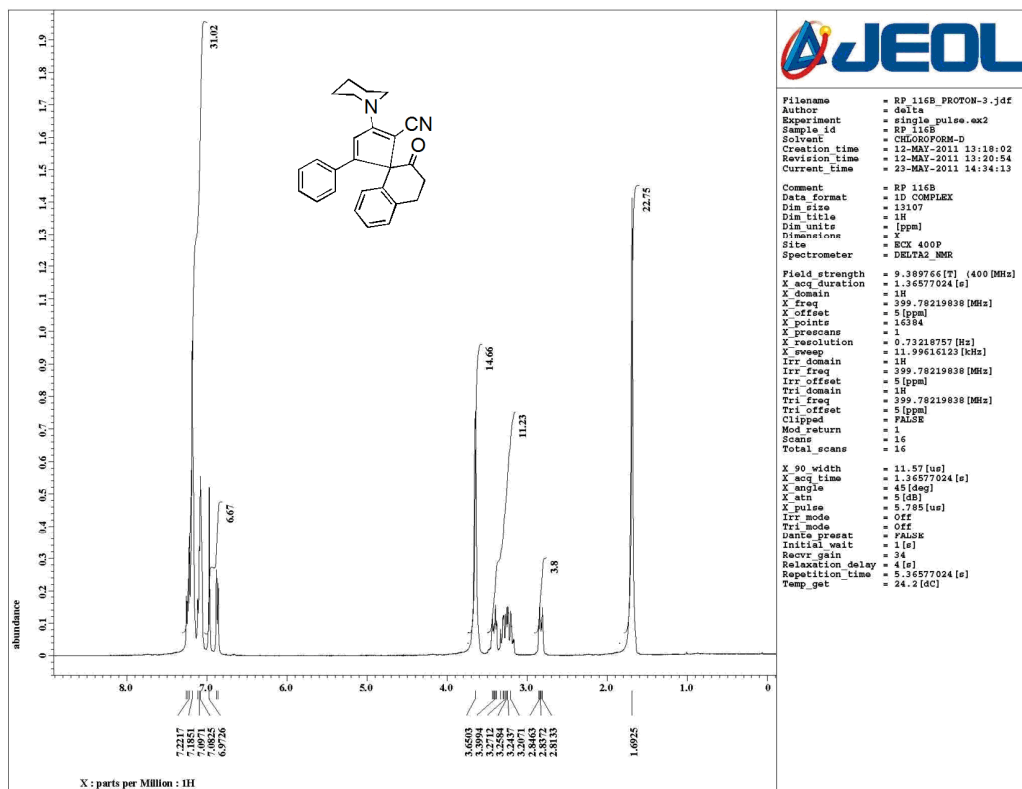 JEOL
31.02
22.75
14.66
11.23
6.67
3.8
N
CN
O
abundance
1.9
1.8
1.7
1.6
1.5
1.4
1.3
1.2
1.1
1.0
0.9
0.8
0.7
0.6
0.5
0.4
0.3
0.2
0.1
0
8.0 7.0 6.0 5.0 4.0 3.0 2.0 1.0 0
7.2217
7.1851
7.0971
7.0825
6.9726
3.6503
3.3994
3.2712
3.2584
3.2437
3.2071
2.8463
2.8372
2.8133
1.6925
X : parts per Million : 1H
Filename = RP_116B_PROTON-3.jdf
Author = delta
Experiment = single_pulse.ex2
Sample_id = RP_116B
Solvent = CHLOROFORM-D
Creation_time = 12-MAY-2011 13:18:02
Revision_time = 12-MAY-2011 13:20:54
Current_time = 23-MAY-2011 14:34:13
Comment = RP 116B
Data_format = 1D COMPLEX
Dim_size = 13107
Dim_title = 1H
Dim_units = [ppm]
Dimensions = X
Site = ECX 400P
Spectrometer = DELTA2_NMR
Field_strength = 9.389766[T] (400[MHz]
X_acq_duration = 1.36577024[s]
X_domain = 1H
X_freq = 399.78219838[MHz]
X_offset = 5[ppm]
X_points = 16384
X_prescans = 1
X_resolution = 0.73218757[Hz]
X_sweep = 11.99616123[kHz]
Irr_domain = 1H
Irr_freq = 399.78219838[MHz]
Irr_offset = 5[ppm]
Tri_domain = 1H
Tri_freq = 399.78219838[MHz]
Tri_offset = 5[ppm]
Clipped = FALSE
Mod_return = 1
Scans = 16
Total_scans = 16
X_90_width = 11.57[us]
X_acq_time = 1.36577024[s]
X_angle = 45[deg]
X_atn = 5[dB]
X_pulse = 5.785[us]
Irr_mode = Off
Tri_mode = Off
Dante_presat = FALSE
Initial_wait = 1[s]
Recvr_gain = 34
Relaxation_delay = 4[s]
Repetition_time = 5.36577024[s]
Temp_get = 24.2[dC]